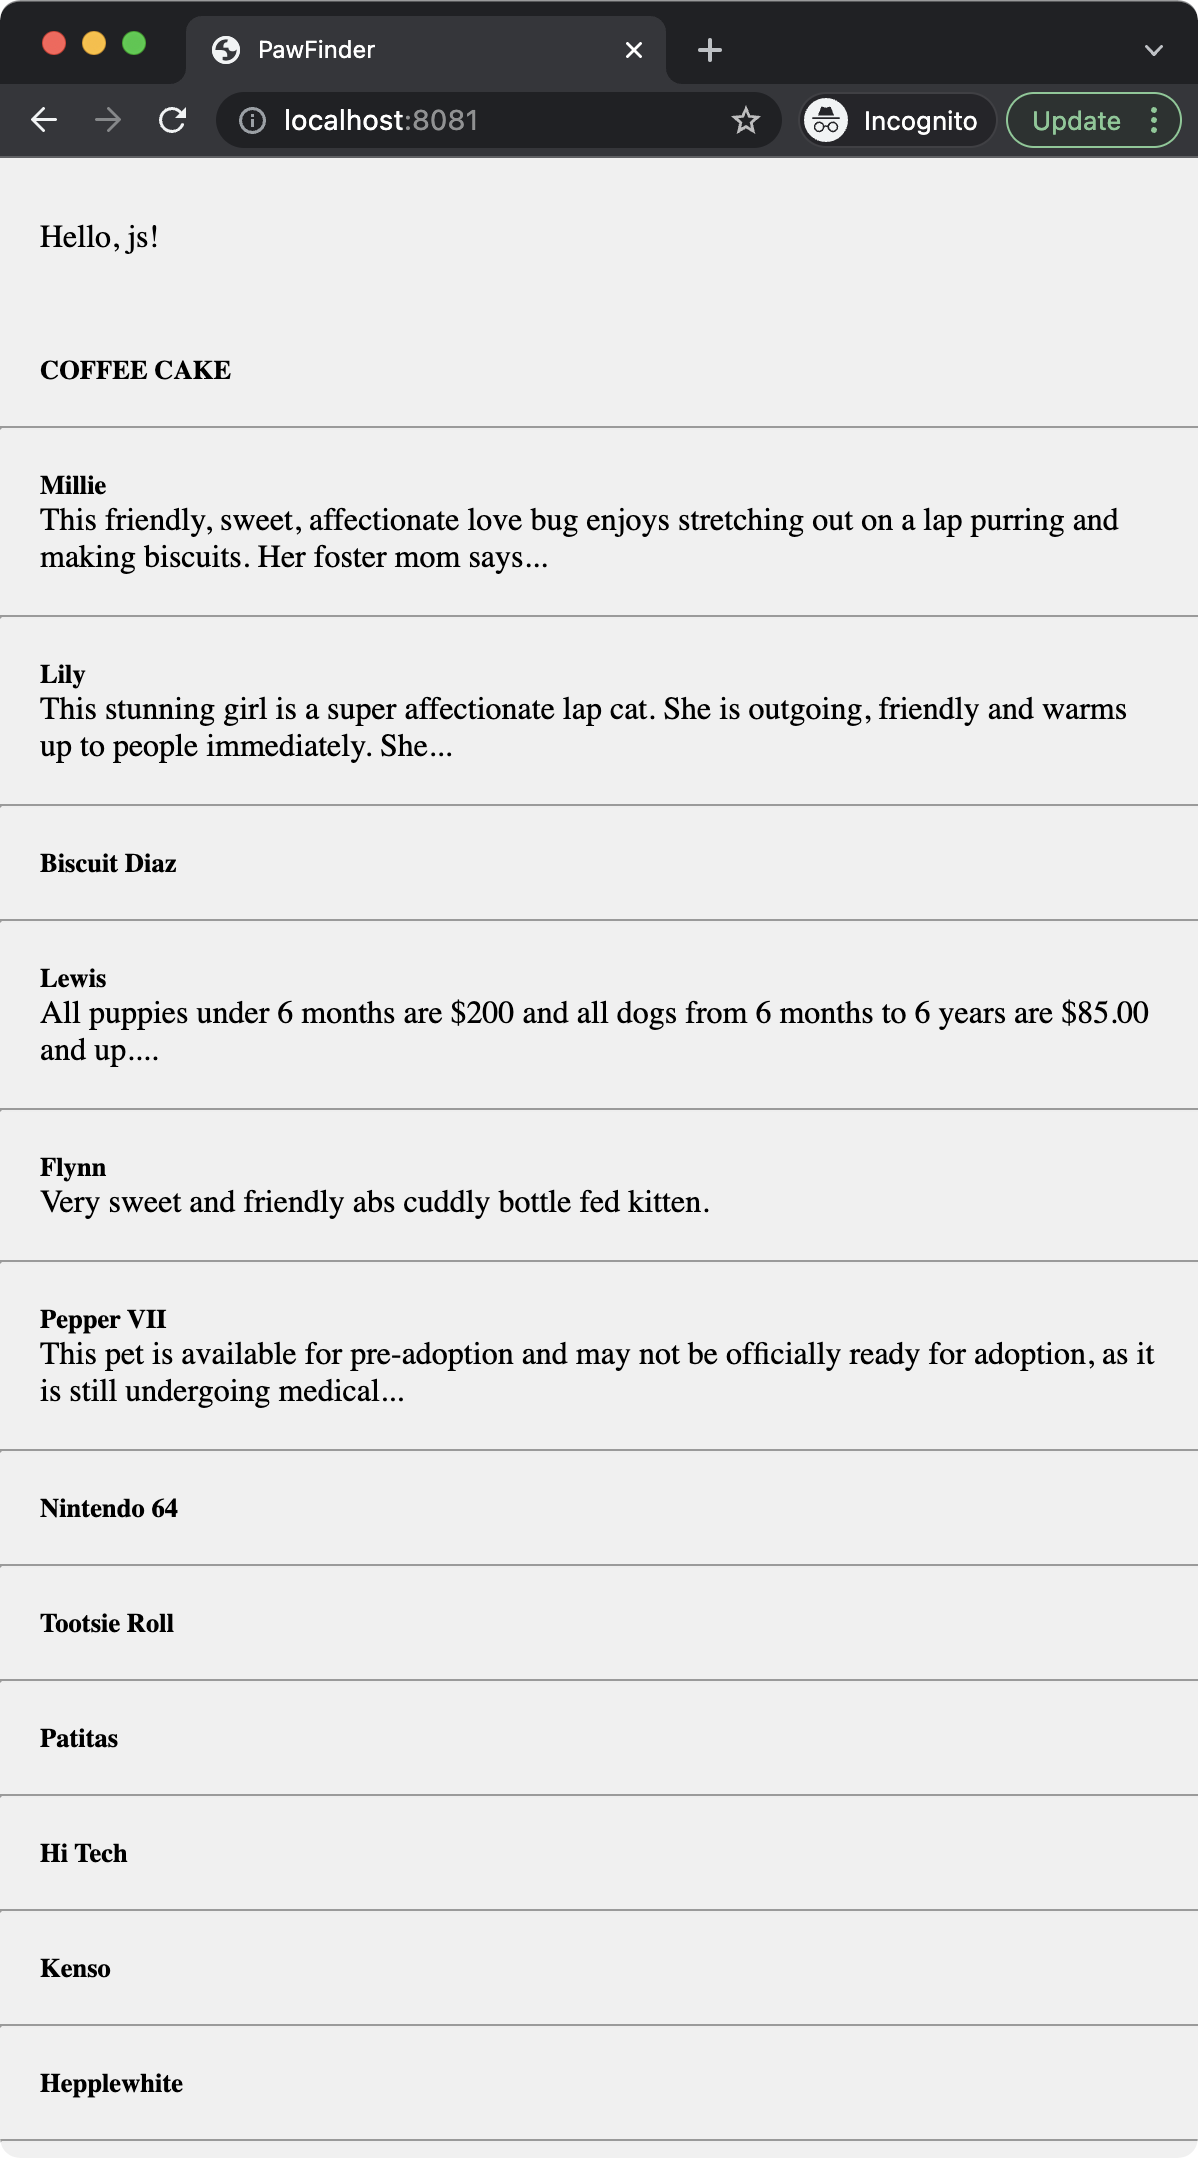 PawFinder
localhost:8081
Incognito
Update
Hello, js!
COFFEE CAKE
Millie
This friendly, sweet, affectionate love bug enjoys stretching out on a lap purring and
making biscuits. Her foster mom says...
Lily
This stunning girl is a super affectionate lap cat. She is outgoing, friendly and warms
up to people immediately. She...
Biscuit Diaz
Lewis
All puppies under 6 months are $200 and all dogs from 6 months to 6 years are $85.00
and up....
Flynn
Very sweet and friendly abs cuddly bottle fed kitten.
Pepper VII
This pet is available for pre-adoption and may not be officially ready for adoption, as it
is still undergoing medical...
Nintendo 64
Tootsie Roll
Patitas
Hi Tech
Kenso
Hepplewhite